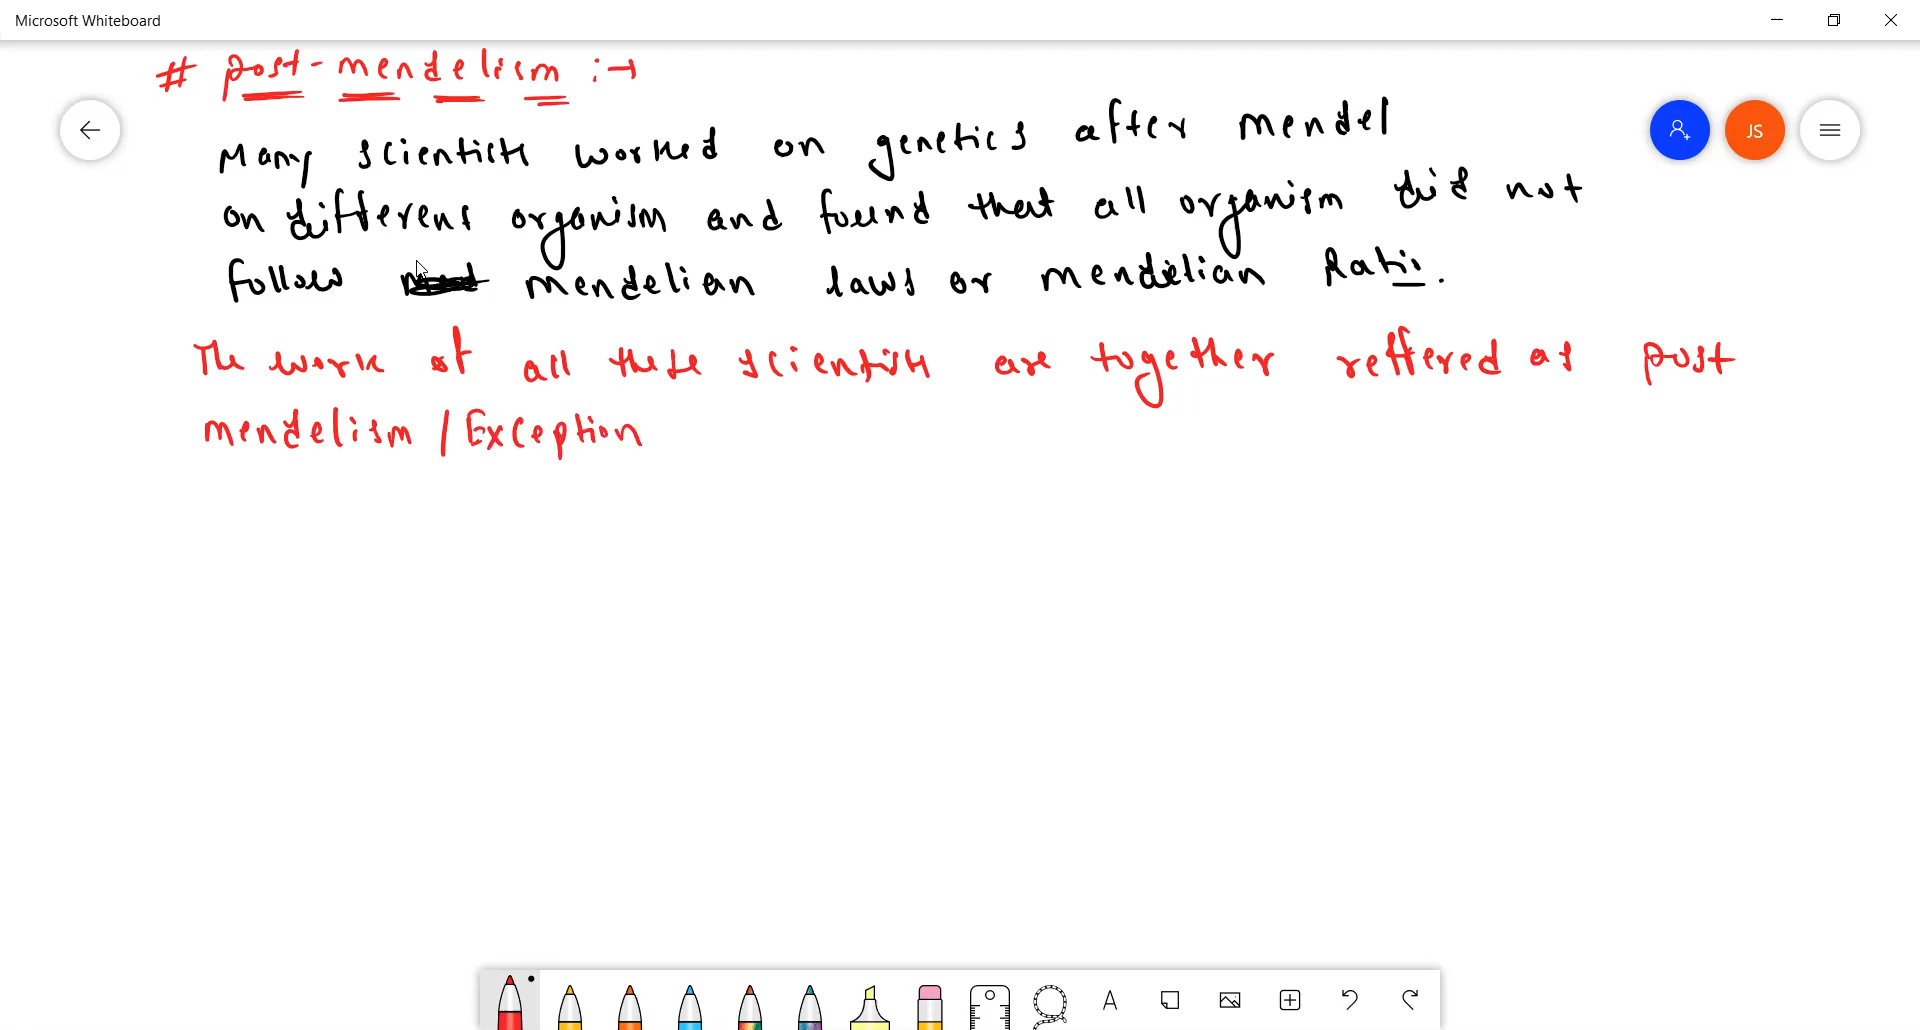 Microsoft Whiteboard
# post-mendelism :→
JS
Many scientists worked on genetics after mendel
on different organism and found that all organism did not
follow mendelian laws or mendelian Ratio.
The work of all these scientists are together reffered as post
mendelism / Exception
A